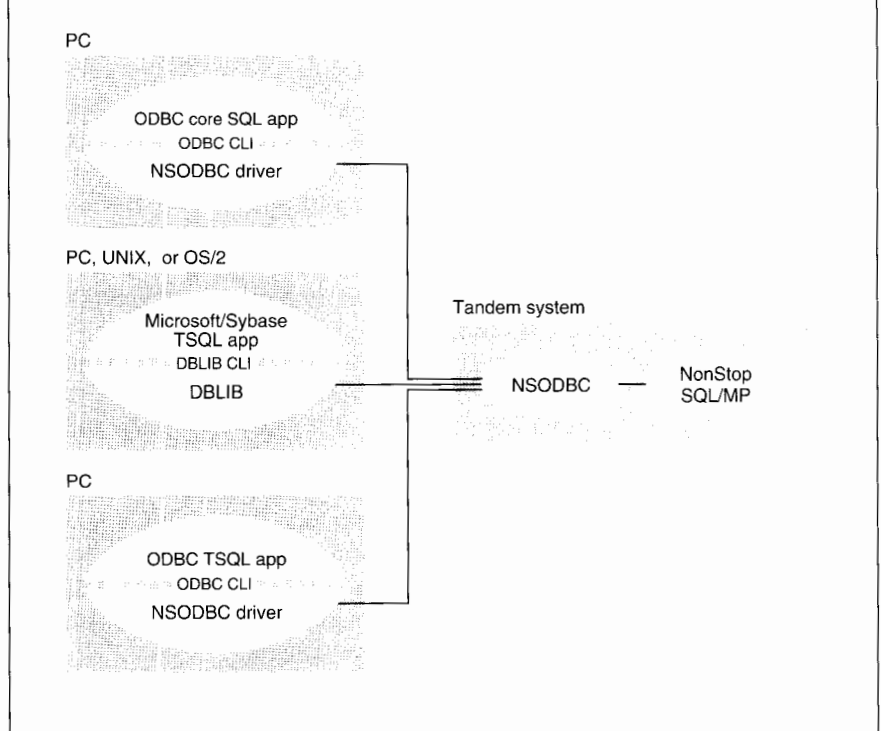 PC
ODBC core SQL app
ODBC CLI
NSODBC driver
PC, UNIX, or OS/2
Microsoft/Sybase
TSQL app
DBLIB CLI
DBLIB
Tandem system
NSODBC
NonStop
SQL/MP
PC
ODBC TSQL app
ODBC CLI
NSODBC driver